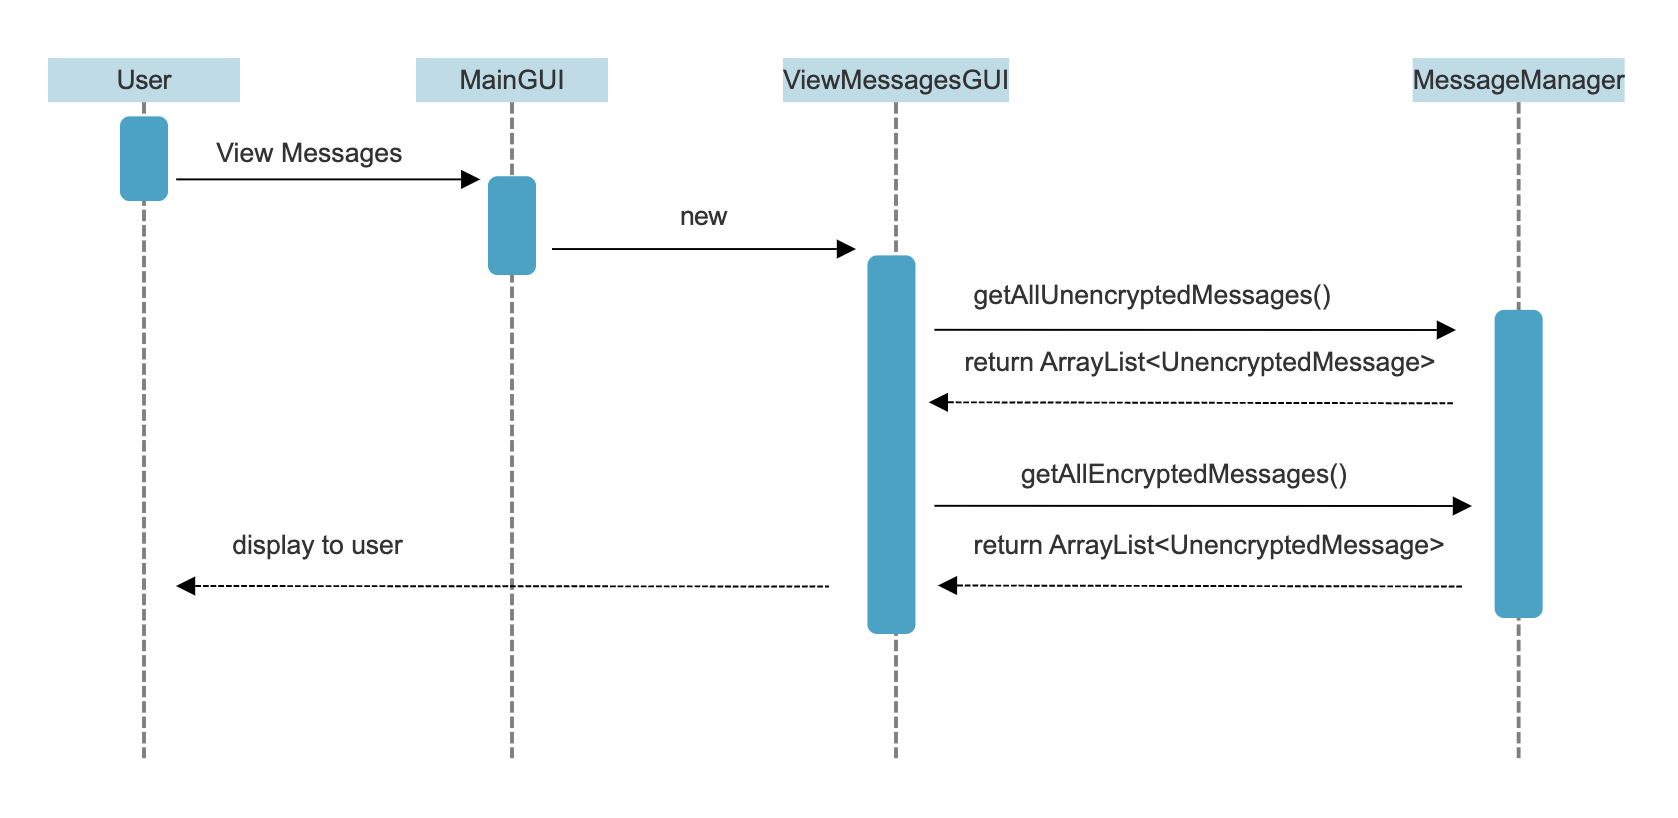 User
MainGUI
ViewMessagesGUI
MessageManager
View Messages
new
getAllUnencryptedMessages()
return ArrayList<UnencryptedMessage>
getAllEncryptedMessages()
display to user
return ArrayList<UnencryptedMessage>